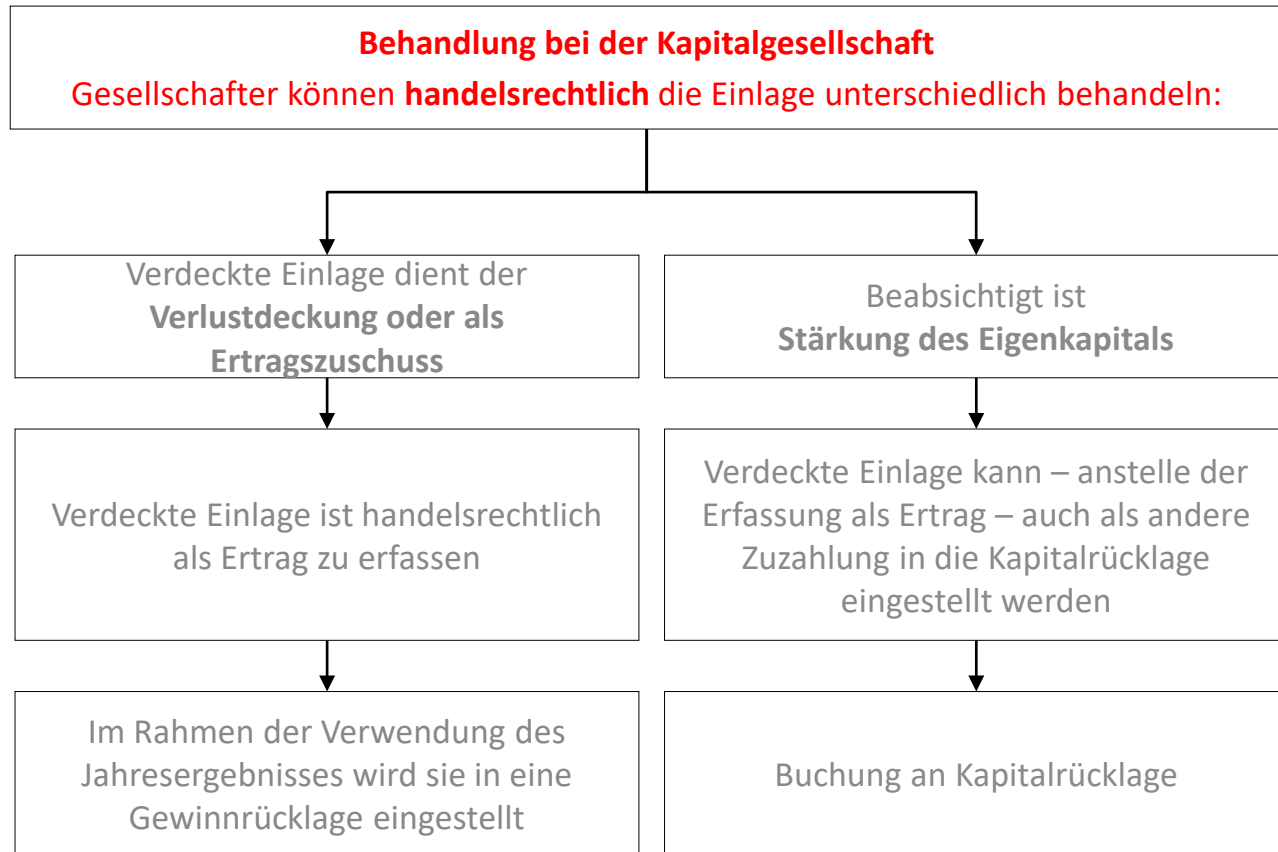 Behandlung bei der Kapitalgesellschaft
Gesellschafter können handelsrechtlich die Einlage unterschiedlich behandeln:
Verdeckte Einlage dient der
Verlustdeckung oder als
Ertragszuschuss
Beabsichtigt ist
Stärkung des Eigenkapitals
Verdeckte Einlage ist handelsrechtlich
als Ertrag zu erfassen
Verdeckte Einlage kann – anstelle der
Erfassung als Ertrag – auch als andere
Zuzahlung in die Kapitalrücklage
eingestellt werden
Im Rahmen der Verwendung des
Jahresergebnisses wird sie in eine
Gewinnrücklage eingestellt
Buchung an Kapitalrücklage